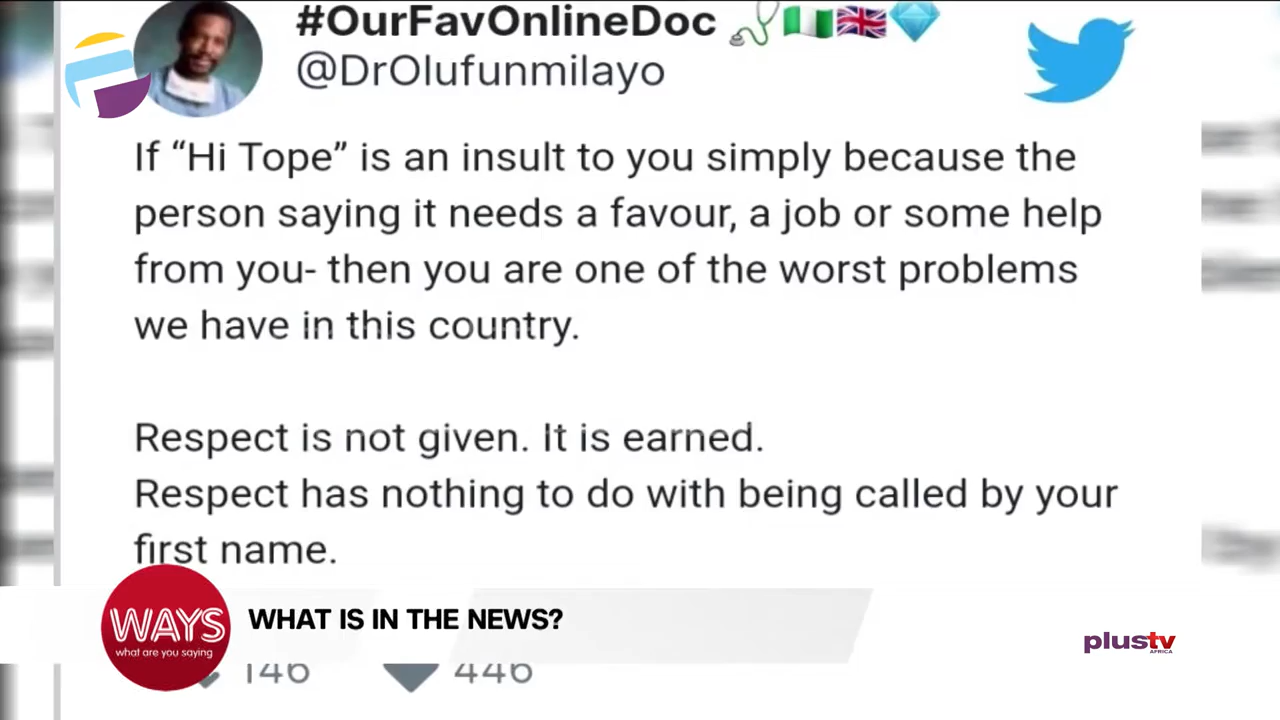 #OurFavOnlineDoc
@DrOlufunmilayo
If “Hi Tope” is an insult to you simply because the
person saying it needs a favour, a job or some help
from you- then you are one of the worst problems
we have in this country.
Respect is not given. It is earned.
Respect has nothing to do with being called by your
first name.
WAYS
what are you saying
WHAT IS IN THE NEWS?
plustv
AFRICA
146
446